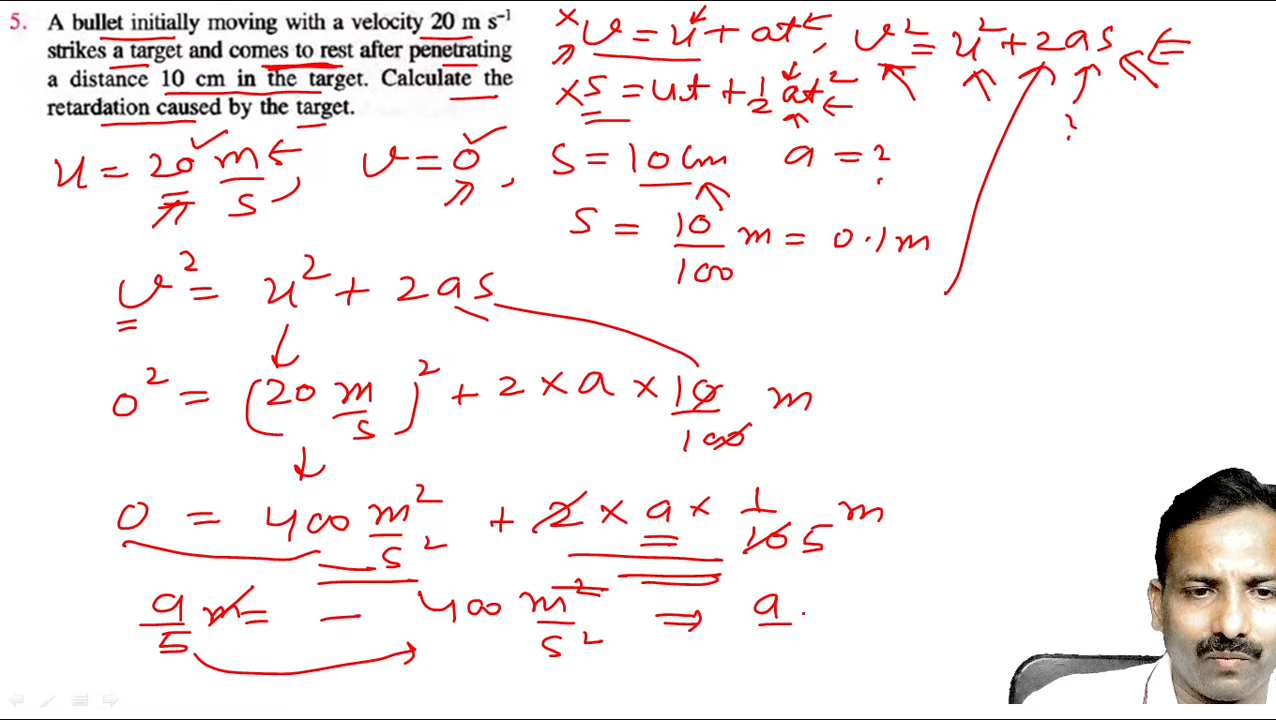 5. A bullet initially moving with a velocity 20 m s⁻¹
strikes a target and comes to rest after penetrating
a distance 10 cm in the target. Calculate the
retardation caused by the target.
× v = u + at, v² = u² + 2as
× s = ut + 1/2 at²
?
u = 20 m/s, v = 0, s = 10 cm a = ?
s = 10/100 m = 0.1 m
v² = u² + 2as
0² = (20 m/s)² + 2 × a × 10/100 m
0 = 400 m²/s² + 2 × a × 1/10 5 m
a/5 m = − 400 m²/s² ⇒ a